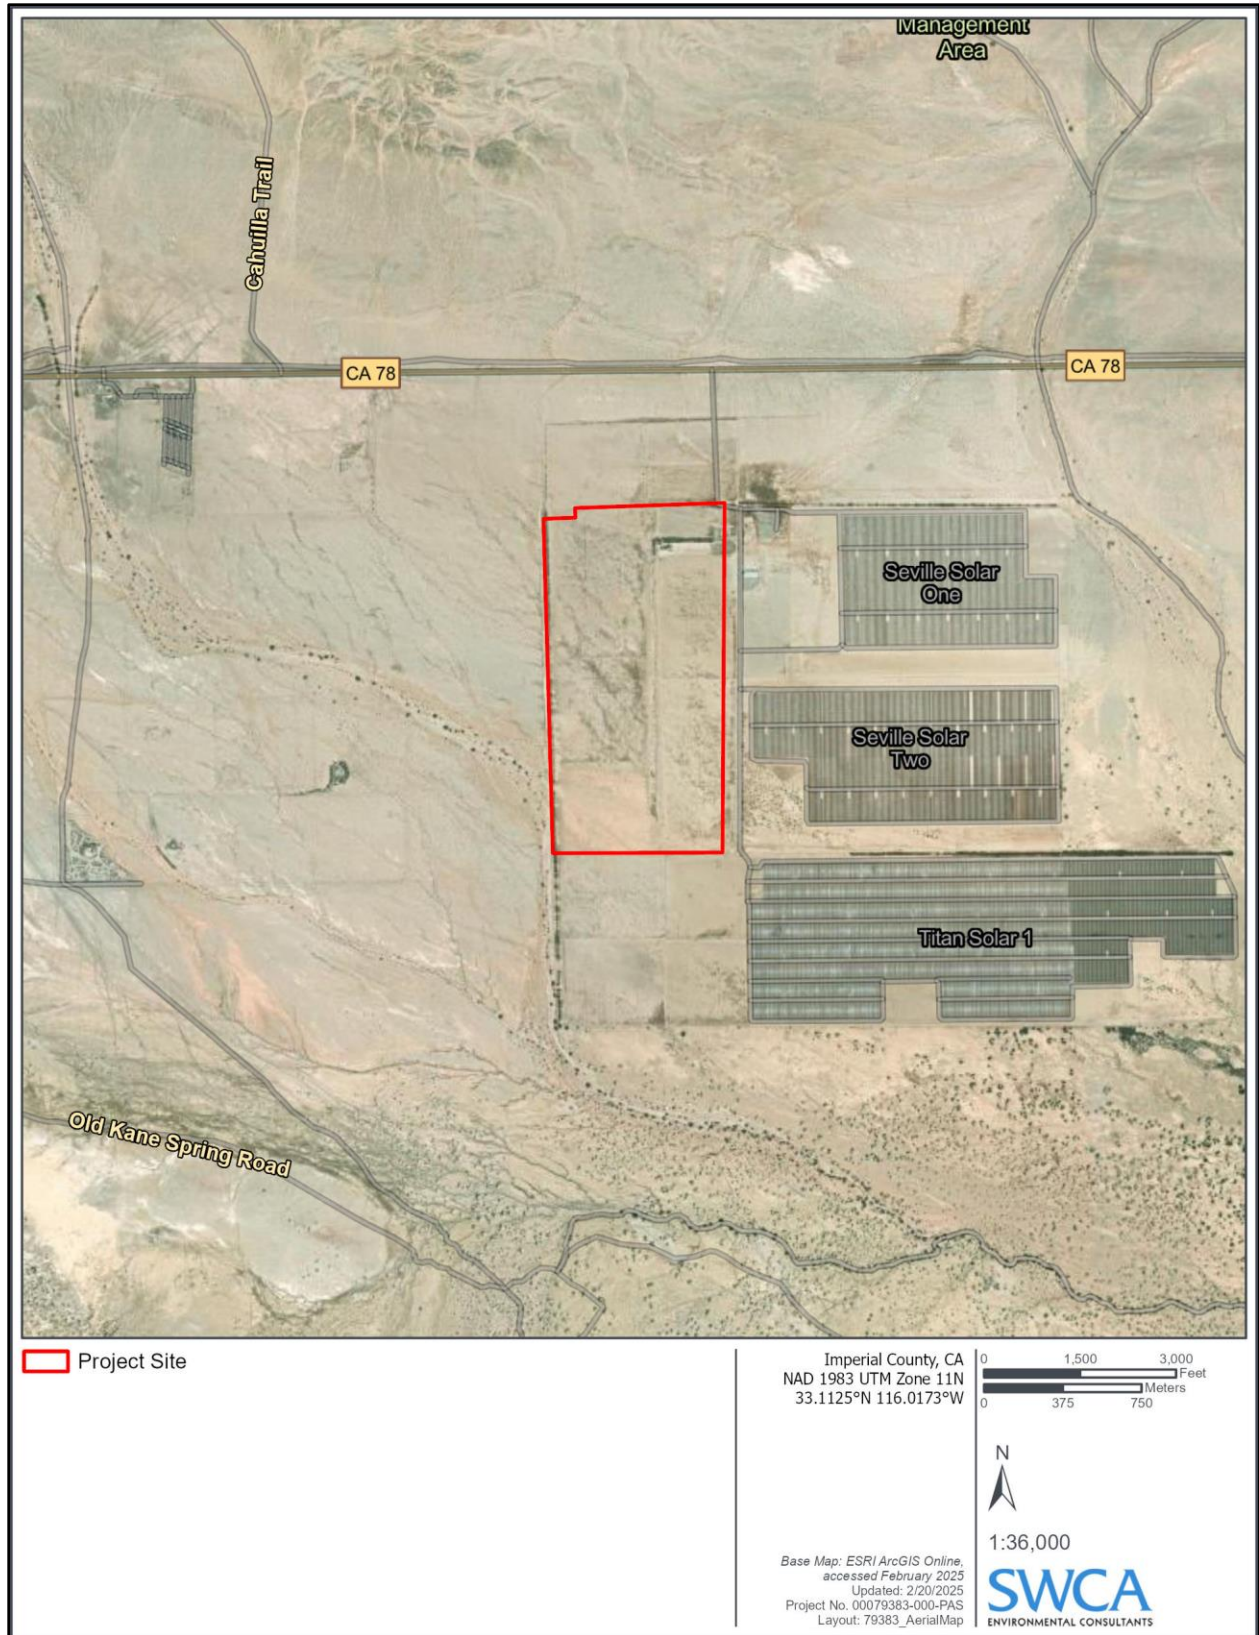 Management
Area
Cahuilla Trail
CA 78
CA 78
Seville Solar
One
Seville Solar
Two
Titan Solar 1
Old Kane Spring Road
Project Site
Imperial County, CA
NAD 1983 UTM Zone 11N
33.1125°N 116.0173°W
0 1,500 3,000
Feet
Meters
0 375 750
N
1:36,000
Base Map: ESRI ArcGIS Online,
accessed February 2025
Updated: 2/20/2025
Project No. 00079383-000-PAS
Layout: 79383_AerialMap
SWCA
ENVIRONMENTAL CONSULTANTS